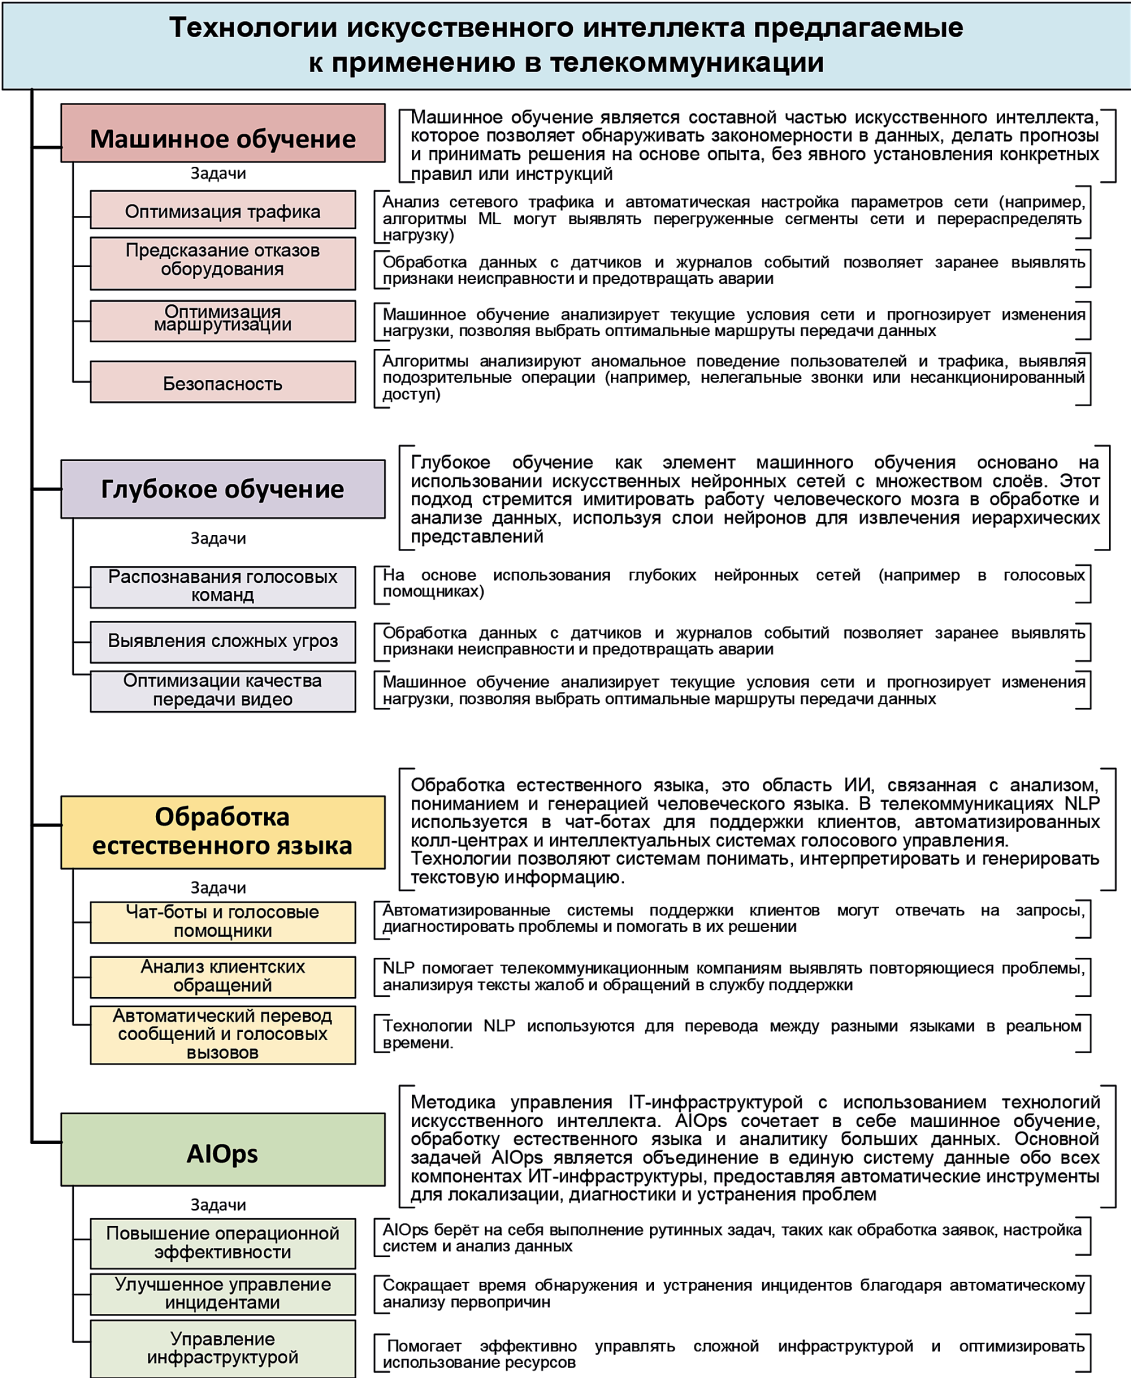 Технологии искусственного интеллекта предлагаемые
к применению в телекоммуникации
Машинное обучение
Машинное обучение является составной частью искусственного интеллекта,
которое позволяет обнаруживать закономерности в данных, делать прогнозы
и принимать решения на основе опыта, без явного установления конкретных
правил или инструкций
Задачи
Оптимизация трафика
Анализ сетевого трафика и автоматическая настройка параметров сети (например,
алгоритмы ML могут выявлять перегруженные сегменты сети и перераспределять
нагрузку)
Предсказание отказов
оборудования
Обработка данных с датчиков и журналов событий позволяет заранее выявлять
признаки неисправности и предотвращать аварии
Оптимизация
маршрутизации
Машинное обучение анализирует текущие условия сети и прогнозирует изменения
нагрузки, позволяя выбрать оптимальные маршруты передачи данных
Безопасность
Алгоритмы анализируют аномальное поведение пользователей и трафика, выявляя
подозрительные операции (например, нелегальные звонки или несанкционированный
доступ)
Глубокое обучение
Глубокое обучение как элемент машинного обучения основано на
использовании искусственных нейронных сетей с множеством слоёв. Этот
подход стремится имитировать работу человеческого мозга в обработке и
анализе данных, используя слои нейронов для извлечения иерархических
представлений
Задачи
Распознавания голосовых
команд
На основе использования глубоких нейронных сетей (например в голосовых
помощниках)
Выявления сложных угроз
Обработка данных с датчиков и журналов событий позволяет заранее выявлять
признаки неисправности и предотвращать аварии
Оптимизации качества
передачи видео
Машинное обучение анализирует текущие условия сети и прогнозирует изменения
нагрузки, позволяя выбрать оптимальные маршруты передачи данных
Обработка
естественного языка
Обработка естественного языка, это область ИИ, связанная с анализом,
пониманием и генерацией человеческого языка. В телекоммуникациях NLP
используется в чат-ботах для поддержки клиентов, автоматизированных
колл-центрах и интеллектуальных системах голосового управления.
Технологии позволяют системам понимать, интерпретировать и генерировать
текстовую информацию.
Задачи
Чат-боты и голосовые
помощники
Автоматизированные системы поддержки клиентов могут отвечать на запросы,
диагностировать проблемы и помогать в их решении
Анализ клиентских
обращений
NLP помогает телекоммуникационным компаниям выявлять повторяющиеся проблемы,
анализируя тексты жалоб и обращений в службу поддержки
Автоматический перевод
сообщений и голосовых
вызовов
Технологии NLP используются для перевода между разными языками в реальном
времени.
AIOps
Методика управления IT-инфраструктурой с использованием технологий
искусственного интеллекта. AIOps сочетает в себе машинное обучение,
обработку естественного языка и аналитику больших данных. Основной
задачей AIOps является объединение в единую систему данные обо всех
компонентах ИТ-инфраструктуры, предоставляя автоматические инструменты
для локализации, диагностики и устранения проблем
Задачи
Повышение операционной
эффективности
AIOps берёт на себя выполнение рутинных задач, таких как обработка заявок, настройка
систем и анализ данных
Улучшенное управление
инцидентами
Сокращает время обнаружения и устранения инцидентов благодаря автоматическому
анализу первопричин
Управление
инфраструктурой
Помогает эффективно управлять сложной инфраструктурой и оптимизировать
использование ресурсов